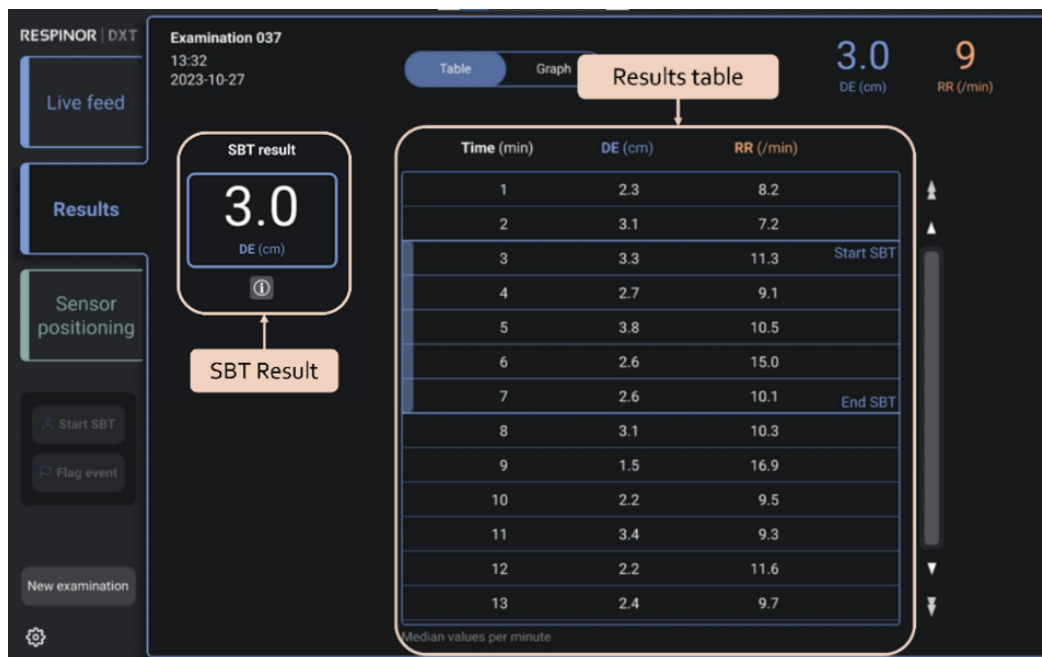 RESPINOR | DXT
Live feed
Results
Sensor
positioning
Start SBT
Flag event
New examination
Examination 037
13:32
2023-10-27
Table Graph
3.0
DE (cm)
9
RR (/min)
Results table
SBT result
3.0
DE (cm)
SBT Result
Time (min) DE (cm) RR (/min)
1 2.3 8.2
2 3.1 7.2
3 3.3 11.3 Start SBT
4 2.7 9.1
5 3.8 10.5
6 2.6 15.0
7 2.6 10.1 End SBT
8 3.1 10.3
9 1.5 16.9
10 2.2 9.5
11 3.4 9.3
12 2.2 11.6
13 2.4 9.7
Median values per minute